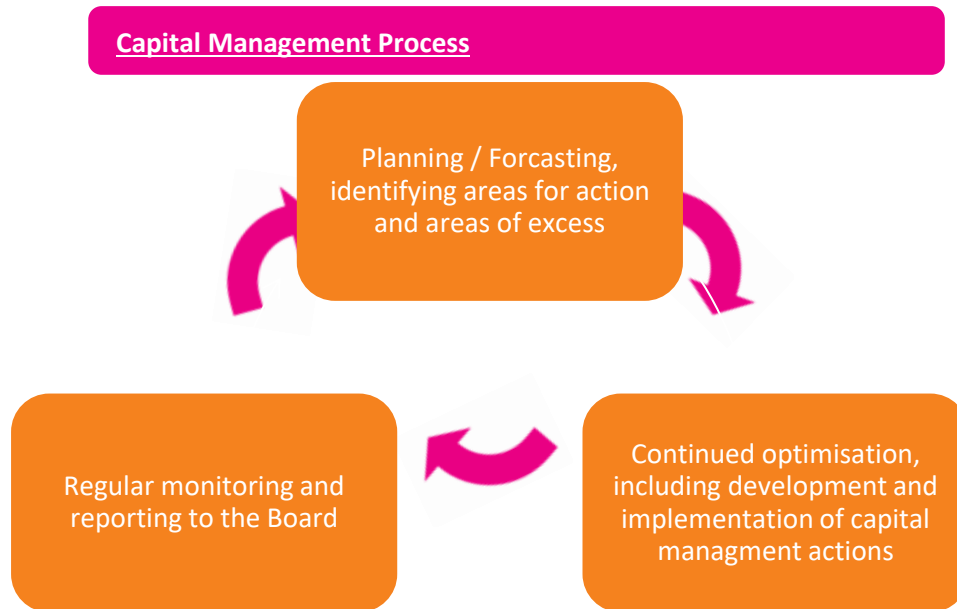 Capital Management Process
Planning / Forcasting,
identifying areas for action
and areas of excess
Regular monitoring and
reporting to the Board
Continued optimisation,
including development and
implementation of capital
managment actions